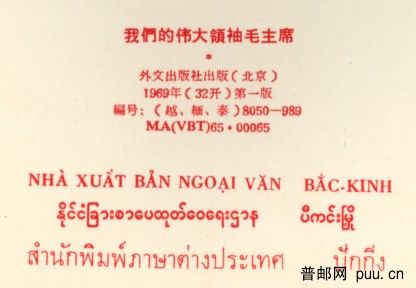 我們的伟大領袖毛主席
*
外文出版社出版(北京)
1969年(32开)第一版
編号:(越、缅、泰)8050—989
MA(VBT)65·00065
NHÀ XUẤT BẢN NGOẠI VĂN BẮC-KINH
နိုင်ငံခြားစာပေထုတ်ဝေရေးဌာန ပီကင်းမြို့
สำนักพิมพ์ภาษาต่างประเทศ ปักกิ่ง
普邮网 puu.cn